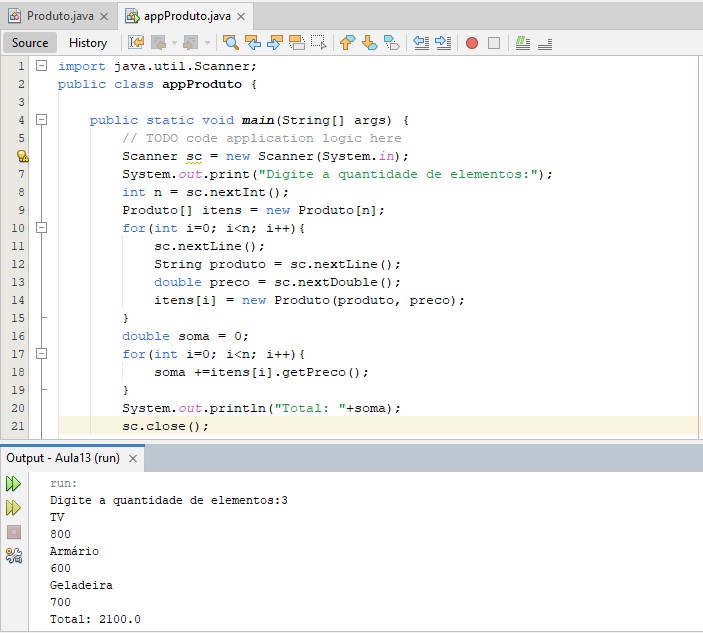 Produto.java
appProduto.java
Source History
1 import java.util.Scanner;
2 public class appProduto {
3
4 public static void main(String[] args) {
5 // TODO code application logic here
Scanner sc = new Scanner(System.in);
7 System.out.print("Digite a quantidade de elementos:");
8 int n = sc.nextInt();
9 Produto[] itens = new Produto[n];
10 for(int i=0; i<n; i++){
11 sc.nextLine();
12 String produto = sc.nextLine();
13 double preco = sc.nextDouble();
14 itens[i] = new Produto(produto, preco);
15 }
16 double soma = 0;
17 for(int i=0; i<n; i++){
18 soma +=itens[i].getPreco();
19 }
20 System.out.println("Total: "+soma);
21 sc.close();
Output - Aula13 (run)
run:
Digite a quantidade de elementos:3
TV
800
Armário
600
Geladeira
700
Total: 2100.0